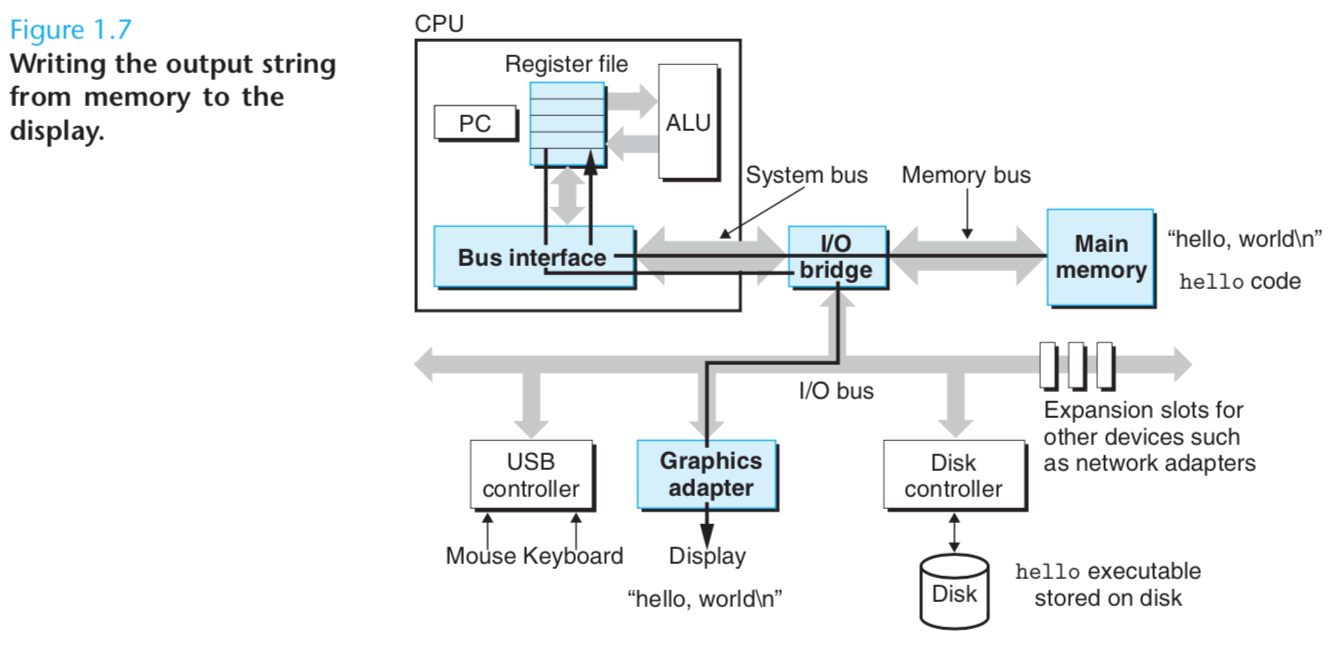 Figure 1.7
Writing the output string
from memory to the
display.
CPU
Register file
PC
ALU
System bus
Memory bus
Bus interface
I/O
bridge
Main
memory
“hello, world\n”
hello code
I/O bus
Expansion slots for
other devices such
as network adapters
USB
controller
Graphics
adapter
Disk
controller
Mouse Keyboard
Display
“hello, world\n”
Disk
hello executable
stored on disk